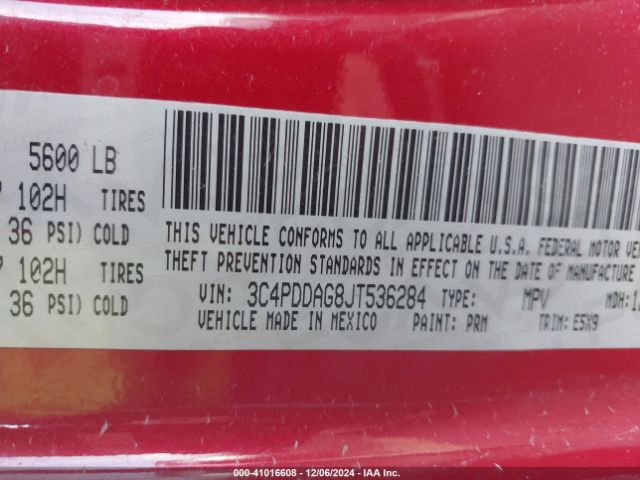 5600 LB
102H TIRES
36 PSI) COLD
102H TIRES
36 PSI) COLD
THIS VEHICLE CONFORMS TO ALL APPLICABLE U.S.A. FEDERAL MOTOR
THEFT PREVENTION STANDARDS IN EFFECT ON THE DATE OF MANUFACTURE
VIN: 3C4PDDAG8JT536284 TYPE: MPV MDH:
VEHICLE MADE IN MEXICO PAINT: PRM TRIM: E5X9
000-41016608 - 12/06/2024 - IAA Inc.